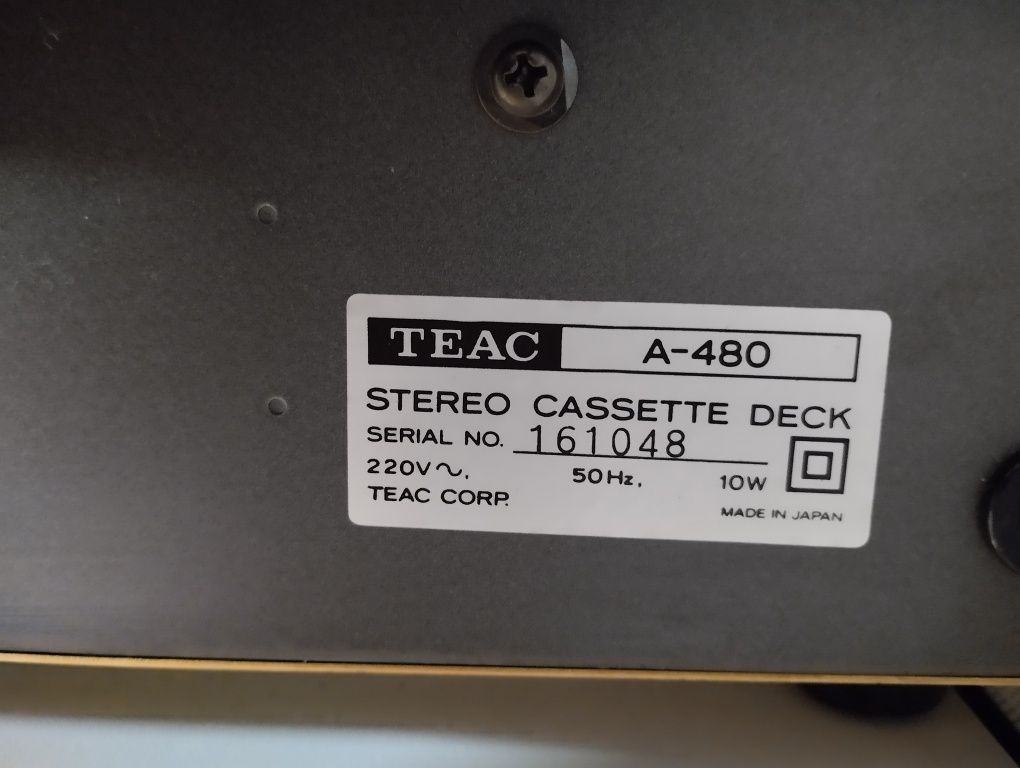 TEAC A-480
STEREO CASSETTE DECK
SERIAL NO. 161048
220V~, 50Hz, 10W
TEAC CORP. MADE IN JAPAN